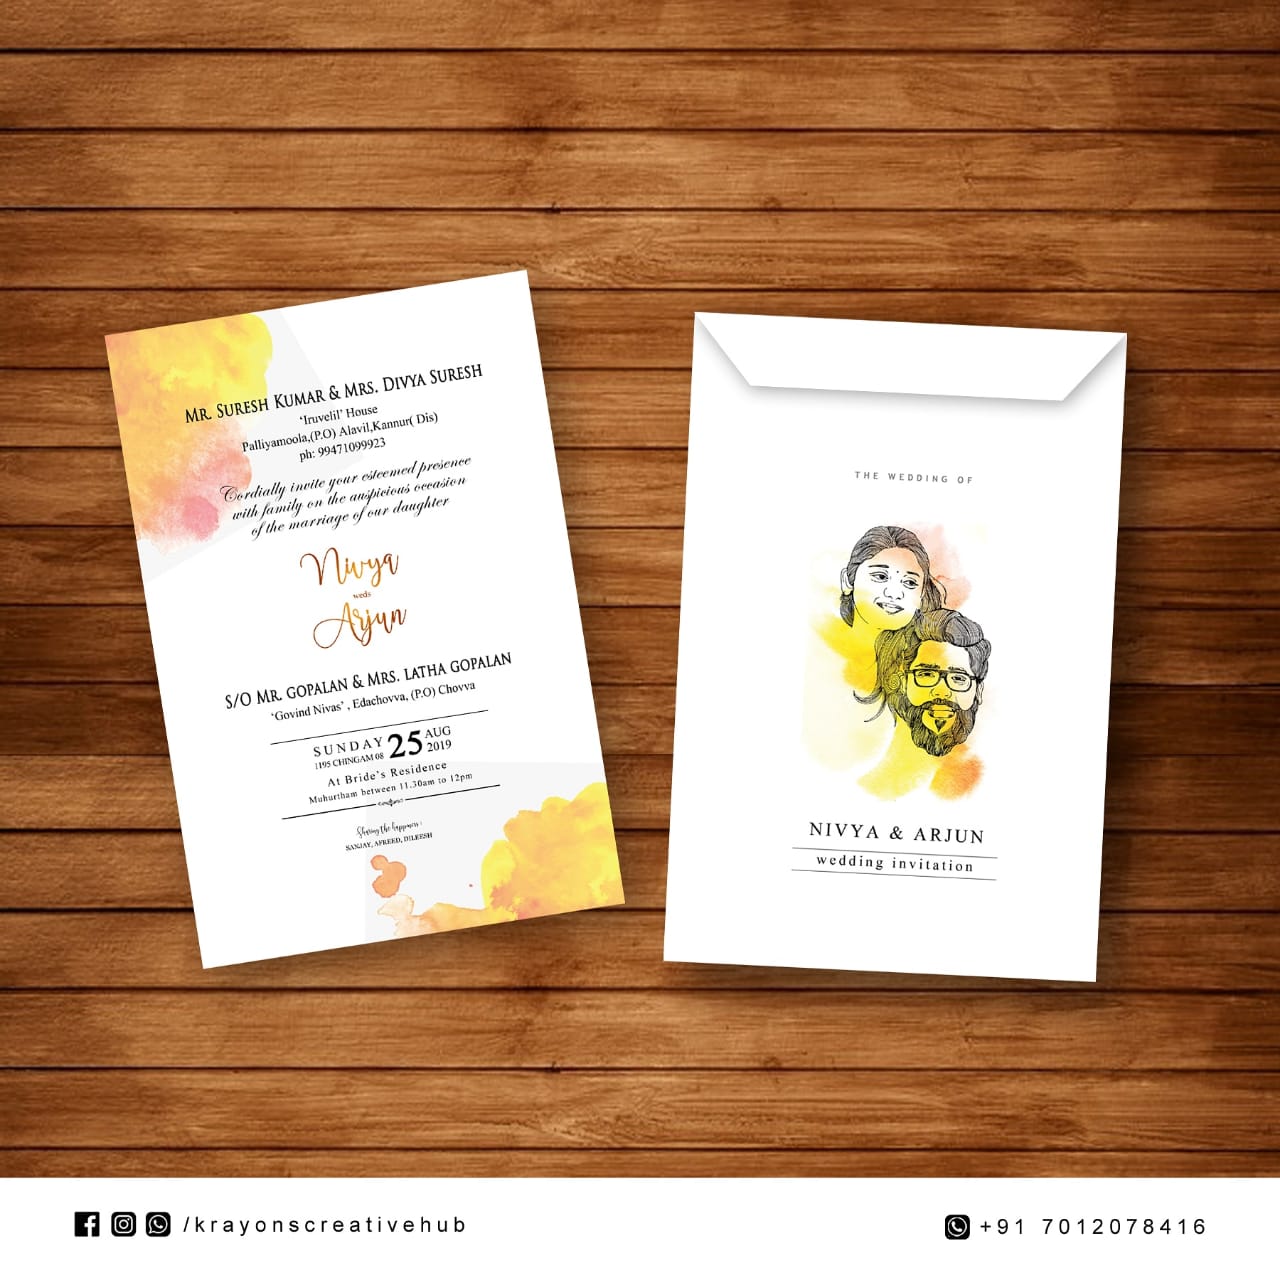 MR. SURESH KUMAR & MRS. DIVYA SURESH
'Iruvelil' House
Palliyamoola,(P.O) Alavil,Kannur( Dis)
ph: 99471099923
Cordially invite your esteemed presence
with family on the auspicious occasion
of the marriage of our daughter
Nivya
weds
Arjun
S/O MR. GOPALAN & MRS. LATHA GOPALAN
'Govind Nivas' , Edachovva, (P.O) Chovva
SUNDAY 25 AUG
1195 CHINGAM 08 2019
At Bride's Residence
Muhurtham between 11.30am to 12pm
Sharing the happiness :
SANJAY, AFREED, DILEESH
THE WEDDING OF
NIVYA & ARJUN
wedding invitation
/krayonscreativehub
+91 7012078416